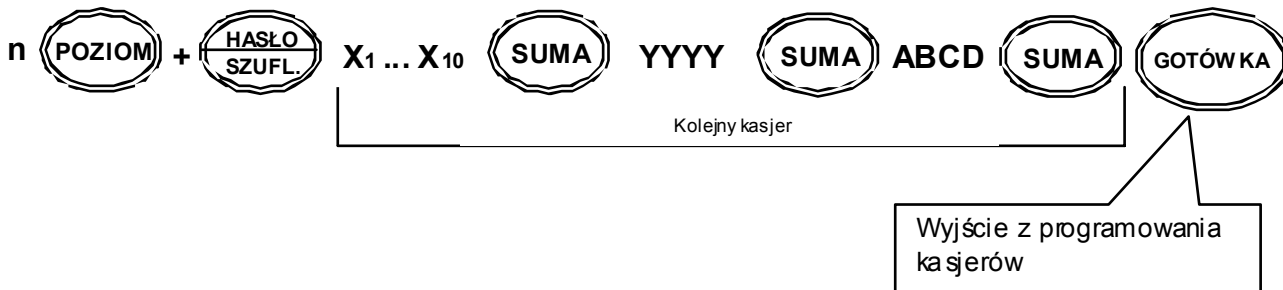 n POZIOM + HASŁO SZUFL. X1 ... X10 SUMA YYYY SUMA ABCD SUMA GOTÓWKA
Kolejny kasjer
Wyjście z programowania
kasjerów